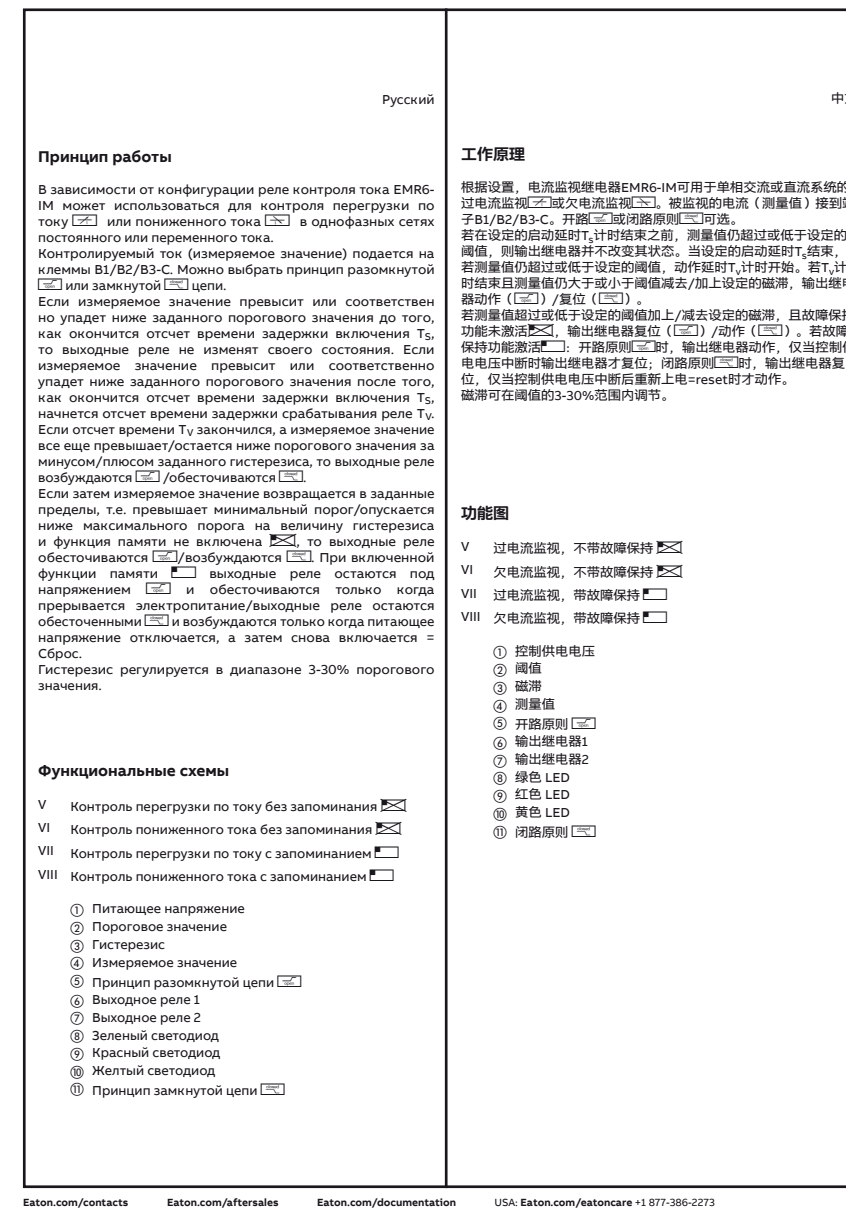 Русский
Принцип работы
В зависимости от конфигурации реле контроля тока EMR6-
IM может использоваться для контроля перегрузки по
току или пониженного тока в однофазных сетях
постоянного или переменного тока.
Контролируемый ток (измеряемое значение) подается на
клеммы B1/B2/B3-C. Можно выбрать принцип разомкнутой
или замкнутой цепи.
Если измеряемое значение превысит или соответствен
но упадет ниже заданного порогового значения до того,
как окончится отсчет времени задержки включения TS,
то выходные реле не изменят своего состояния. Если
измеряемое значение превысит или соответственно
упадет ниже заданного порогового значения после того,
как окончится отсчет времени задержки включения TS,
начнется отсчет времени задержки срабатывания реле TV.
Если отсчет времени TV закончился, а измеряемое значение
все еще превышает/остается ниже порогового значения за
минусом/плюсом заданного гистерезиса, то выходные реле
возбуждаются /обесточиваются .
Если затем измеряемое значение возвращается в заданные
пределы, т.е. превышает минимальный порог/опускается
ниже максимального порога на величину гистерезиса
и функция памяти не включена , то выходные реле
обесточиваются /возбуждаются . При включенной
функции памяти выходные реле остаются под
напряжением и обесточиваются только когда
прерывается электропитание/выходные реле остаются
обесточенными и возбуждаются только когда питающее
напряжение отключается, а затем снова включается =
Сброс.
Гистерезис регулируется в диапазоне 3-30% порогового
значения.
Функциональные схемы
V Контроль перегрузки по току без запоминания
VI Контроль пониженного тока без запоминания
VII Контроль перегрузки по току с запоминанием
VIII Контроль пониженного тока с запоминанием
① Питающее напряжение
② Пороговое значение
③ Гистерезис
④ Измеряемое значение
⑤ Принцип разомкнутой цепи
⑥ Выходное реле 1
⑦ Выходное реле 2
⑧ Зеленый светодиод
⑨ Красный светодиод
⑩ Желтый светодиод
⑪ Принцип замкнутой цепи
中
工作原理
根据设置，电流监视继电器EMR6-IM可用于单相交流或直流系统的
过电流监视或欠电流监视。被监视的电流（测量值）接到
子B1/B2/B3-C。开路或闭路原则可选。
若在设定的启动延时Ts计时结束之前，测量值仍超过或低于设定的
阈值，则输出继电器并不改变其状态。当设定的启动延时Ts结束，
若测量值仍超过或低于设定的阈值，动作延时Tv计时开始。若Tv计
时结束且测量值仍大于或小于阈值减去/加上设定的磁滞，输出继
器动作（）/复位（）。
若测量值超过或低于设定的阈值加上/减去设定的磁滞，且故障保
功能未激活，输出继电器复位（）/动作（）。若故
保持功能激活：开路原则时，输出继电器动作，仅当控制
电电压中断时输出继电器才复位；闭路原则时，输出继电器复
位，仅当控制供电电压中断后重新上电=reset时才动作。
磁滞可在阈值的3-30%范围内调节。
功能图
V 过电流监视，不带故障保持
VI 欠电流监视，不带故障保持
VII 过电流监视，带故障保持
VIII 欠电流监视，带故障保持
① 控制供电电压
② 阈值
③ 磁滞
④ 测量值
⑤ 开路原则
⑥ 输出继电器1
⑦ 输出继电器2
⑧ 绿色 LED
⑨ 红色 LED
⑩ 黄色 LED
⑪ 闭路原则
Eaton.com/contacts Eaton.com/aftersales Eaton.com/documentation USA: Eaton.com/eatoncare +1 877-386-2273